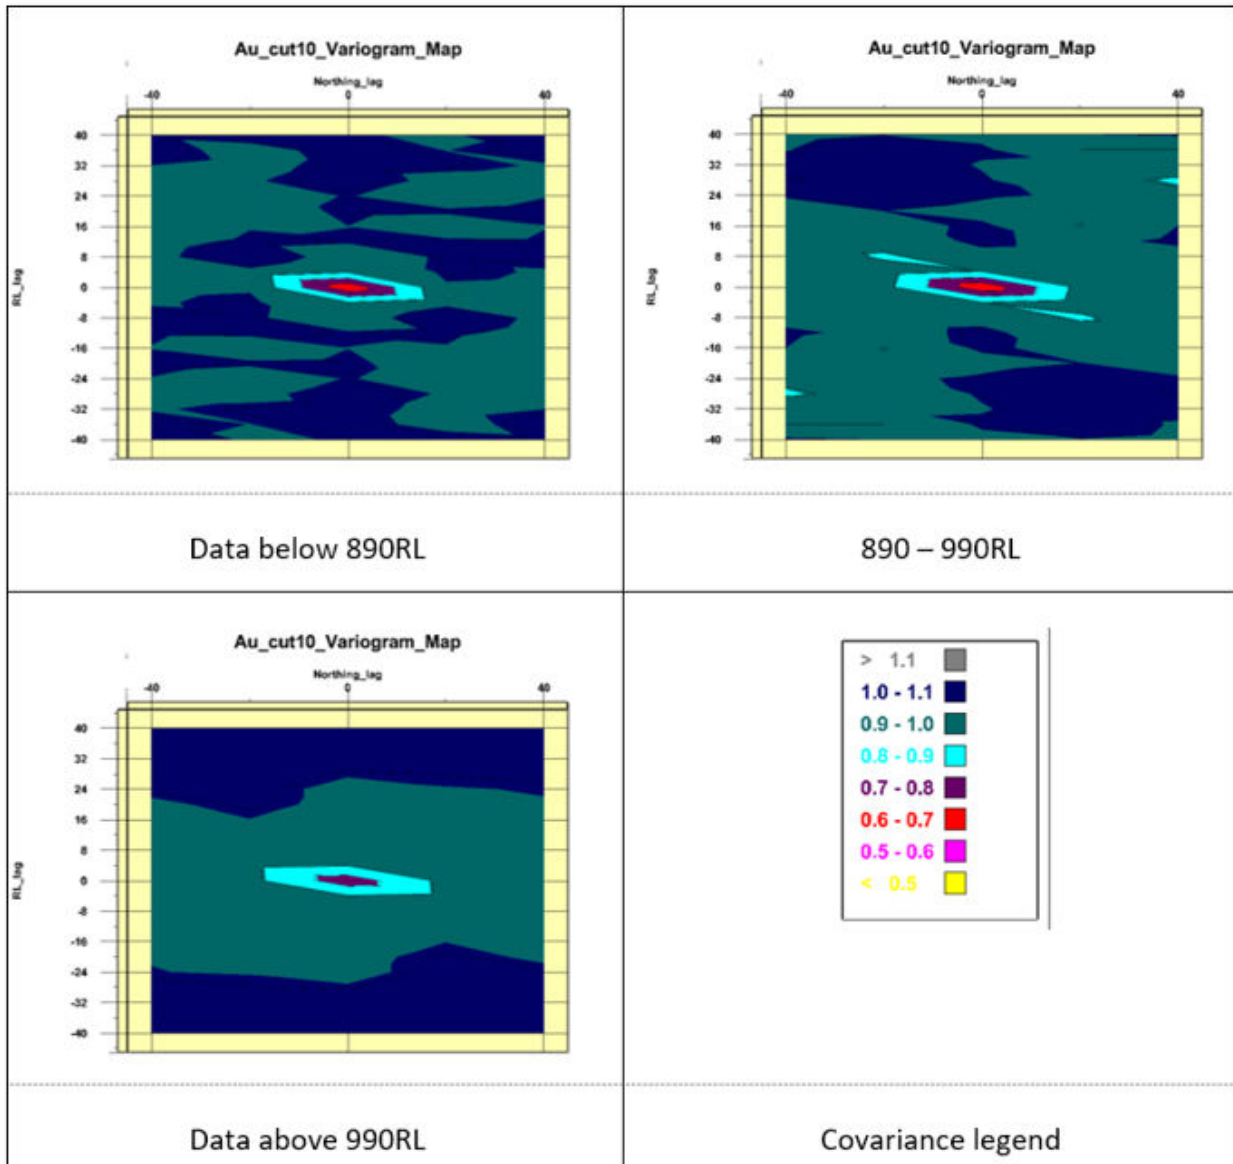 Au_cut10_Variogram_Map
Northing_lag
-40 0 40
40
32
24
16
8
0
-8
-16
-24
-32
-40
RL_lag
Data below 890RL
Au_cut10_Variogram_Map
Northing_lag
-40 0 40
40
32
24
16
8
0
-8
-16
-24
-32
-40
RL_lag
890 – 990RL
Au_cut10_Variogram_Map
Northing_lag
-40 0 40
40
32
24
16
8
0
-8
-16
-24
-32
-40
RL_lag
Data above 990RL
> 1.1
1.0 - 1.1
0.9 - 1.0
0.8 - 0.9
0.7 - 0.8
0.6 - 0.7
0.5 - 0.6
< 0.5
Covariance legend